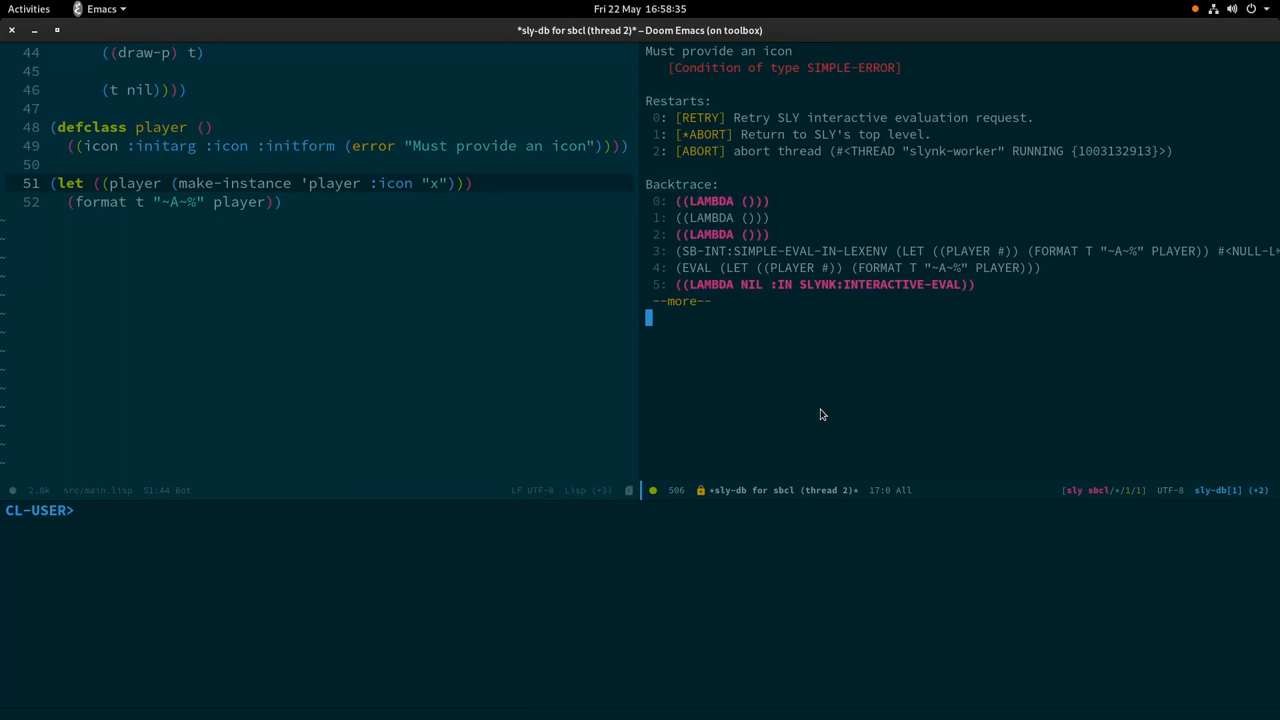 Activities
Emacs
Fri 22 May 16:58:35
*sly-db for sbcl (thread 2)* – Doom Emacs (on toolbox)
44 ((draw-p) t)
45
46 (t nil))))
47
48 (defclass player ()
49 ((icon :initarg :icon :initform (error "Must provide an icon"))))
50
51 (let ((player (make-instance 'player :icon "x")))
52 (format t "~A~%" player))
~
~
~
~
~
~
~
~
~
~
~
~
~
~
2.0k src/main.lisp 51:44 Bot LF UTF-8 Lisp (+3)
Must provide an icon
[Condition of type SIMPLE-ERROR]
Restarts:
0: [RETRY] Retry SLY interactive evaluation request.
1: [*ABORT] Return to SLY's top level.
2: [ABORT] abort thread (#<THREAD "slynk-worker" RUNNING {1003132913}>)
Backtrace:
0: ((LAMBDA ()))
1: ((LAMBDA ()))
2: ((LAMBDA ()))
3: (SB-INT:SIMPLE-EVAL-IN-LEXENV (LET ((PLAYER #)) (FORMAT T "~A~%" PLAYER)) #<NULL-L
4: (EVAL (LET ((PLAYER #)) (FORMAT T "~A~%" PLAYER)))
5: ((LAMBDA NIL :IN SLYNK:INTERACTIVE-EVAL))
--more--
506 *sly-db for sbcl (thread 2)* 17:0 All [sly sbcl/*/1/1] UTF-8 sly-db[1] (+2)
CL-USER>